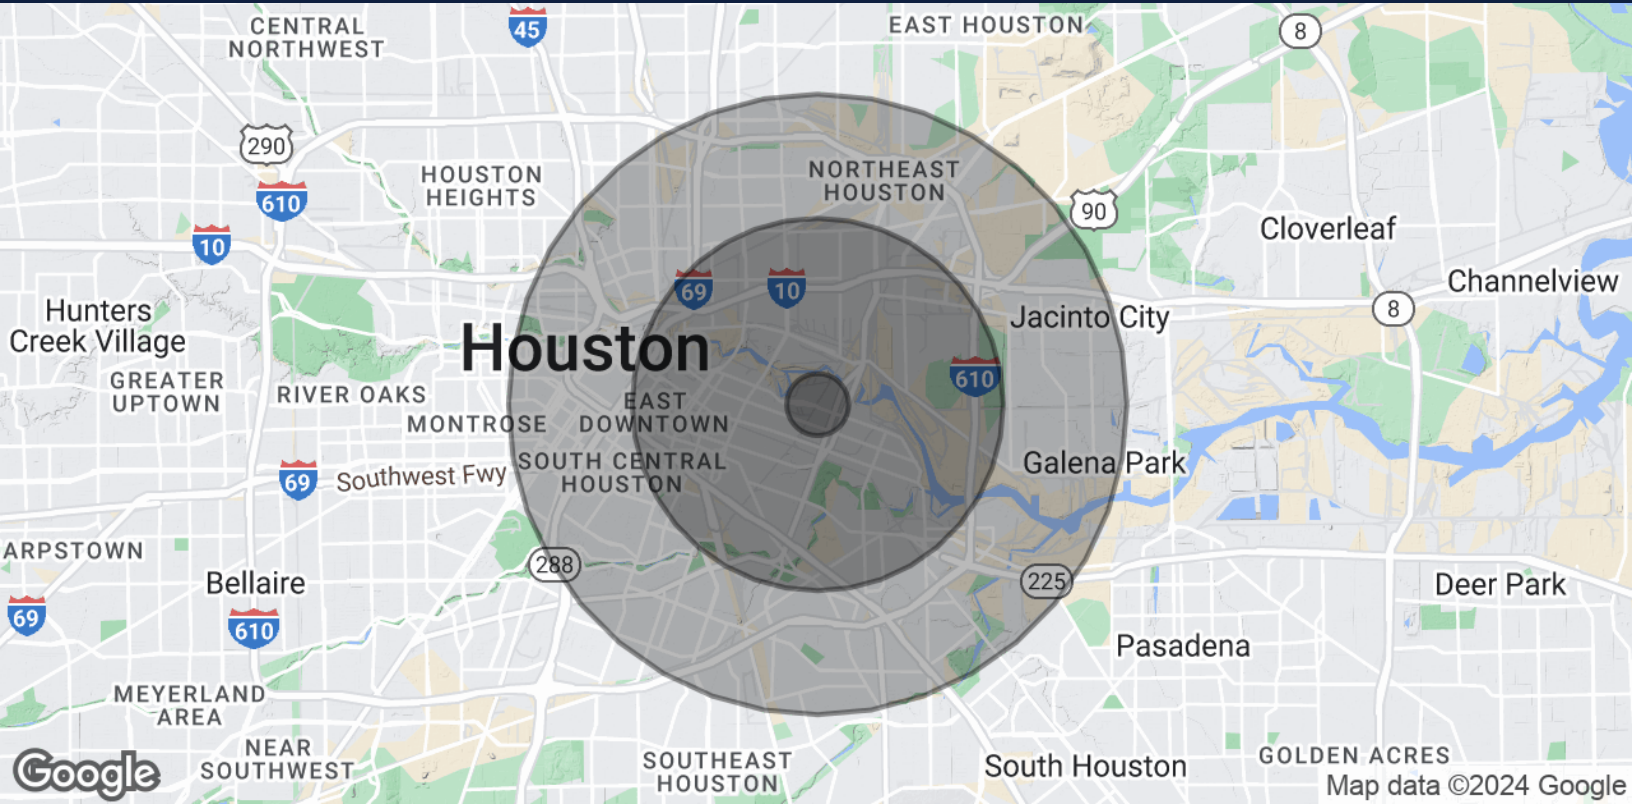 CENTRAL
NORTHWEST
45
EAST HOUSTON
8
290
HOUSTON
HEIGHTS
NORTHEAST
HOUSTON
610
90
10
Cloverleaf
Channelview
69
10
8
Hunters
Creek Village
Jacinto City
Houston
GREATER
UPTOWN
RIVER OAKS
610
EAST
DOWNTOWN
MONTROSE
SOUTH CENTRAL
HOUSTON
Galena Park
69
Southwest Fwy
ARPSTOWN
288
Bellaire
225
Deer Park
69
610
Pasadena
MEYERLAND
AREA
NEAR
SOUTHWEST
SOUTHEAST
HOUSTON
South Houston
GOLDEN ACRES
Google
Map data ©2024 Google